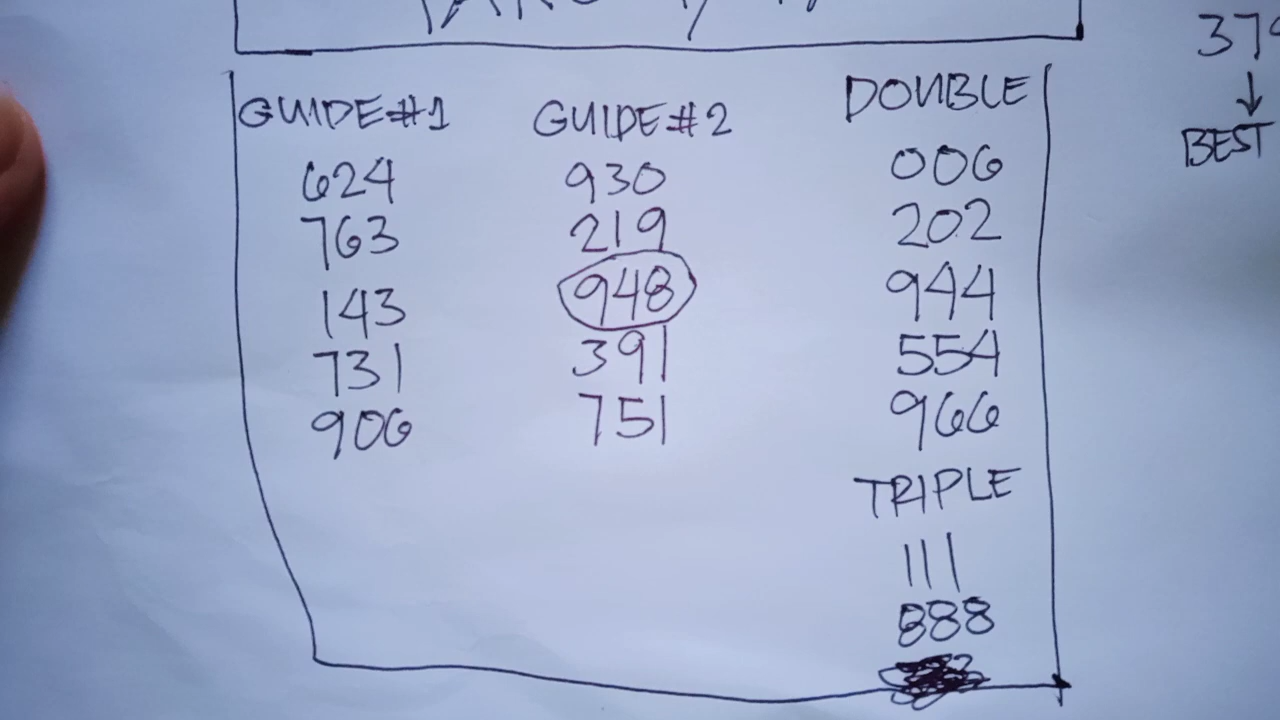 GUIDE#1 GUIDE#2 DOUBLE
624 930 006
763 219 202
143 948 944
731 391 554
906 751 966
TRIPLE
111
888
BEST